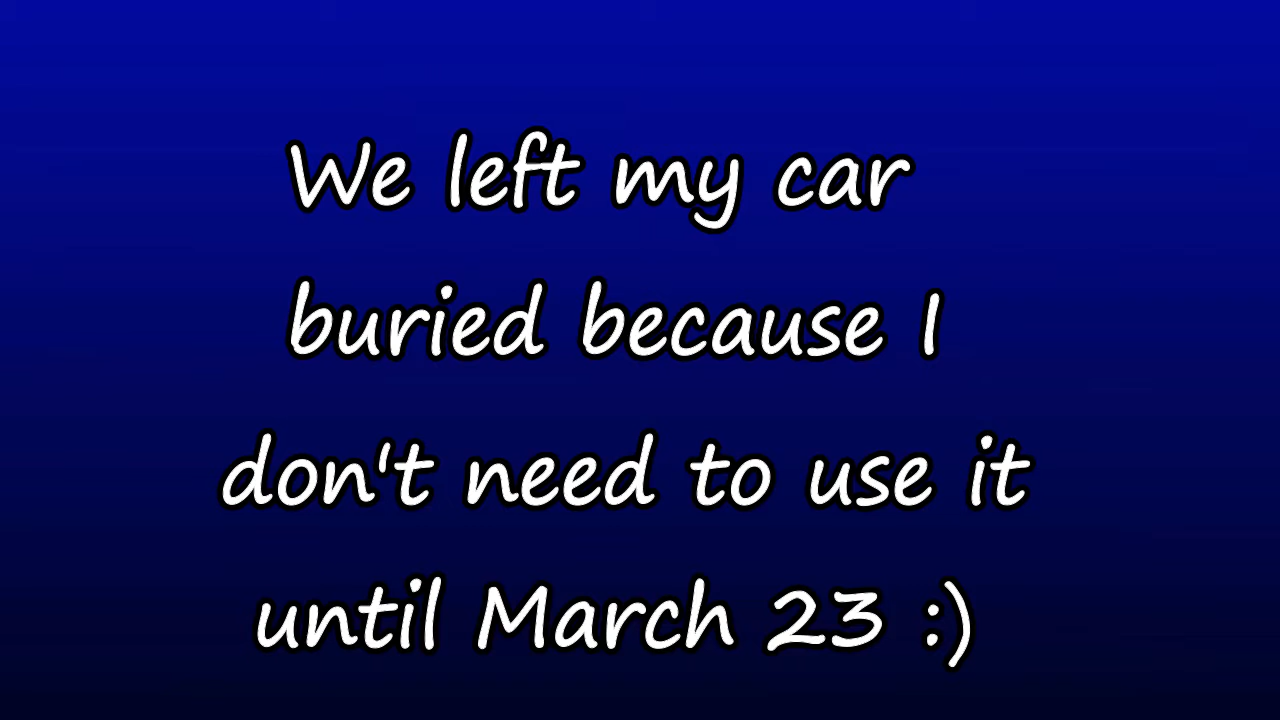 We left my car
buried because I
don't need to use it
until March 23 :)